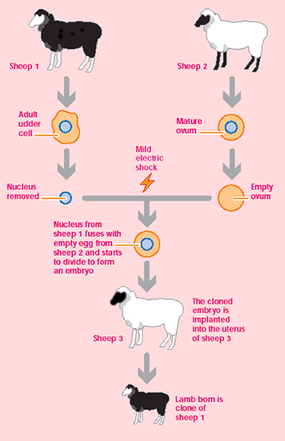 Sheep 1
Sheep 2
Adult
udder
cell
Mature
ovum
Mild
electric
shock
Nucleus
removed
Empty
ovum
Nucleus from
sheep 1 fuses with
empty egg from
sheep 2 and starts
to divide to form
an embryo
The cloned
embryo is
implanted
into the uterus
of sheep 3
Sheep 3
Lamb born is
clone of
sheep 1